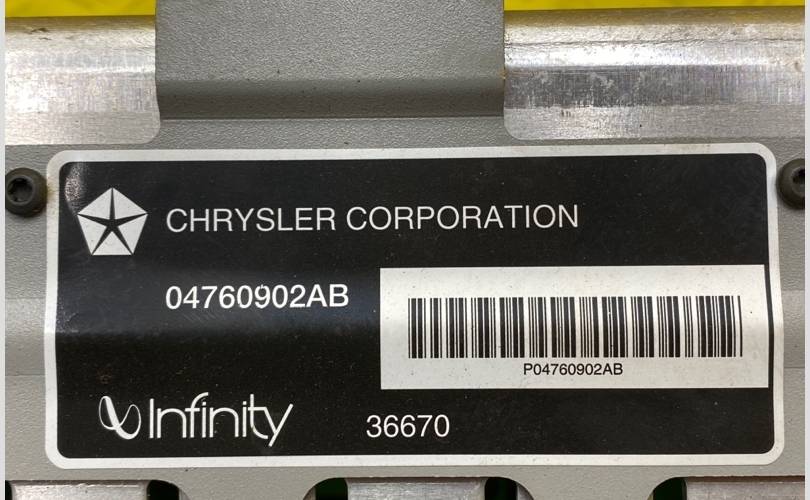 CHRYSLER CORPORATION
04760902AB
P04760902AB
Infinity
36670